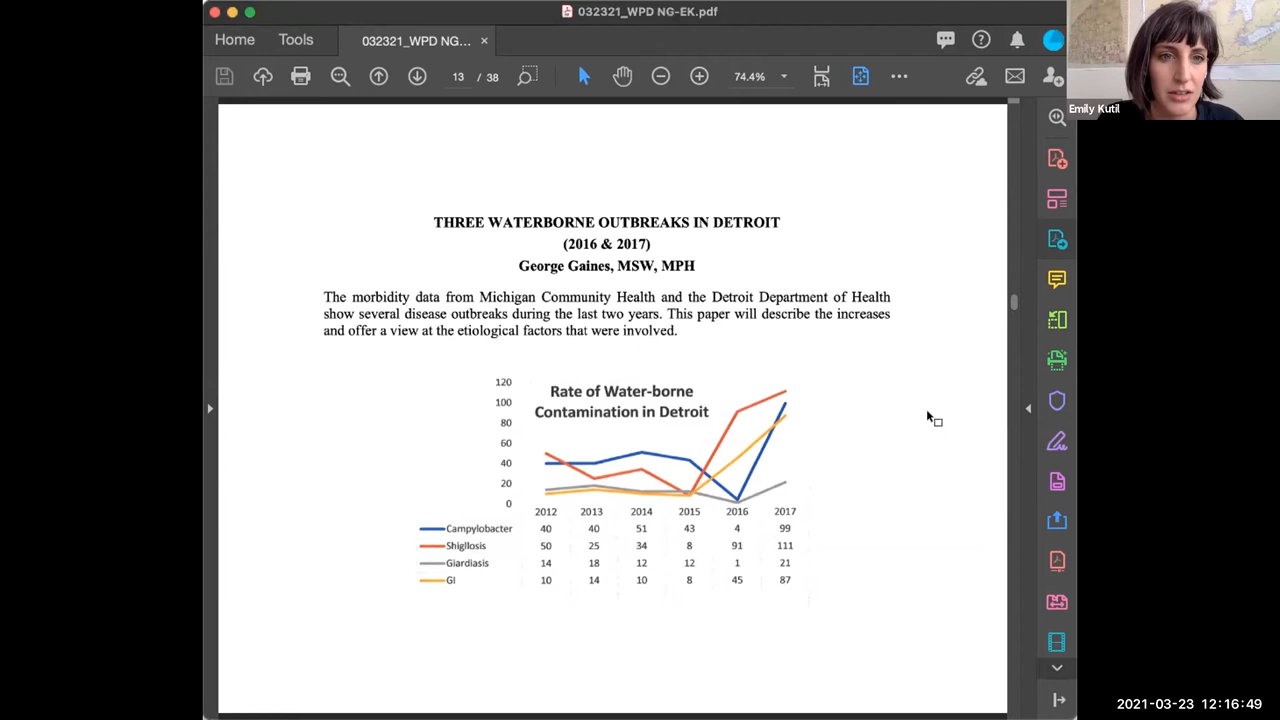 032321_WPD NG-EK.pdf
Home Tools 032321_WPD NG... ×
13 / 38 74.4%
Emily Kutil
THREE WATERBORNE OUTBREAKS IN DETROIT
(2016 & 2017)
George Gaines, MSW, MPH
The morbidity data from Michigan Community Health and the Detroit Department of Health
show several disease outbreaks during the last two years. This paper will describe the increases
and offer a view at the etiological factors that were involved.
Rate of Water-borne
Contamination in Detroit
120
100
80
60
40
20
0
2012 2013 2014 2015 2016 2017
Campylobacter 40 40 51 43 4 99
Shigllosis 50 25 34 8 91 111
Giardiasis 14 18 12 12 1 21
GI 10 14 10 8 45 87
2021-03-23 12:16:49